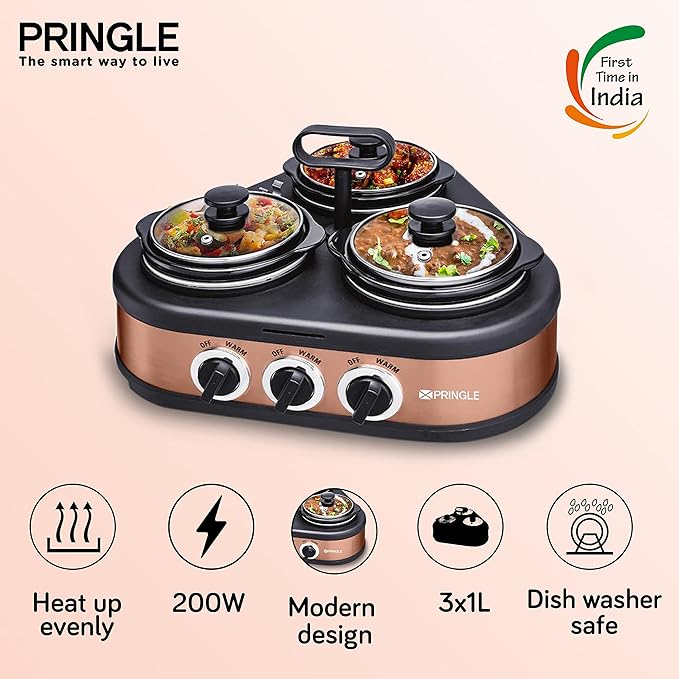 PRINGLE
The smart way to live
First
Time in
India
OFF WARM
OFF WARM
OFF WARM
PRINGLE
PRINGLE
Heat up
evenly
200W
Modern
design
3x1L
Dish washer
safe